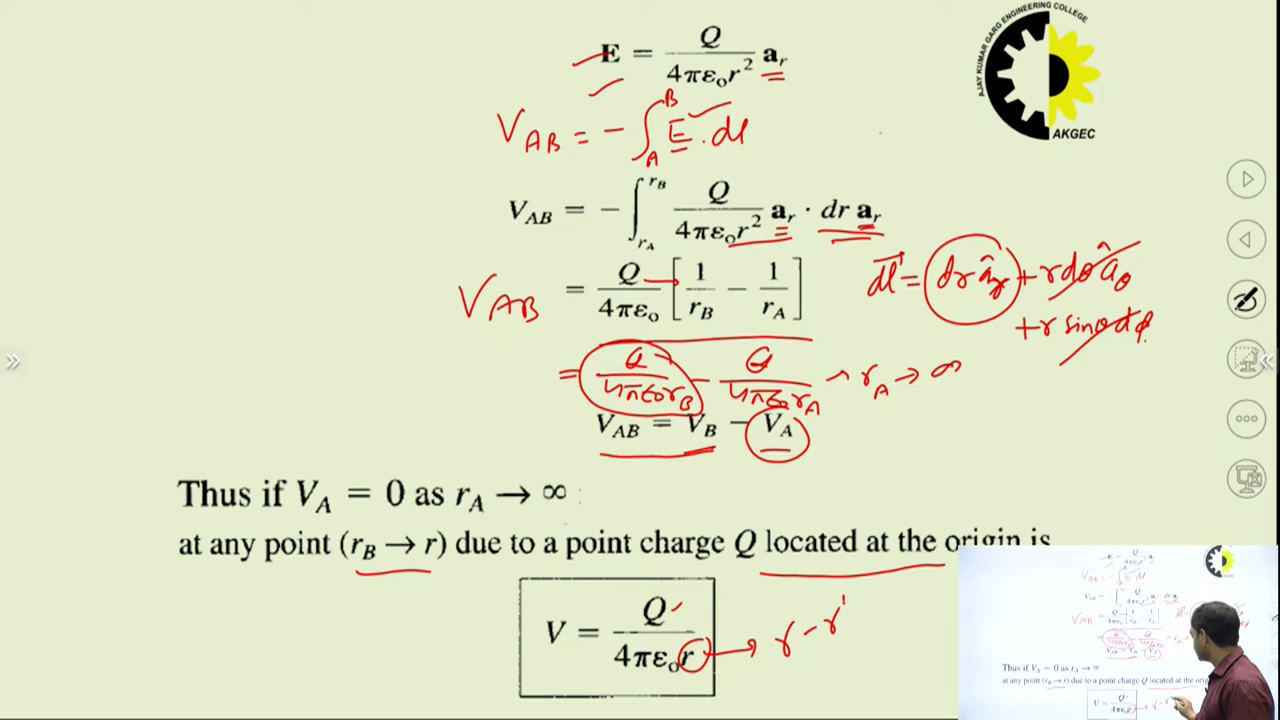 AJAY KUMAR GARG ENGINEERING COLLEGE
AKGEC
E = Q / 4πε₀r² a_r
V_AB = - ∫_A^B E . dl
V_AB = - ∫_{r_A}^{r_B} Q / 4πε₀r² a_r · dr a_r
V_AB = Q / 4πε₀ [ 1/r_B − 1/r_A ]
dl⃗ = dr â_r + r dθ â_θ
+ r sinθ dφ
= Q / 4πε₀r_B − Q / 4πε₀r_A ^ r_A → ∞
V_AB = V_B − V_A
Thus if V_A = 0 as r_A → ∞
at any point (r_B → r) due to a point charge Q located at the origin is
V = Q / 4πε₀r → r - r'